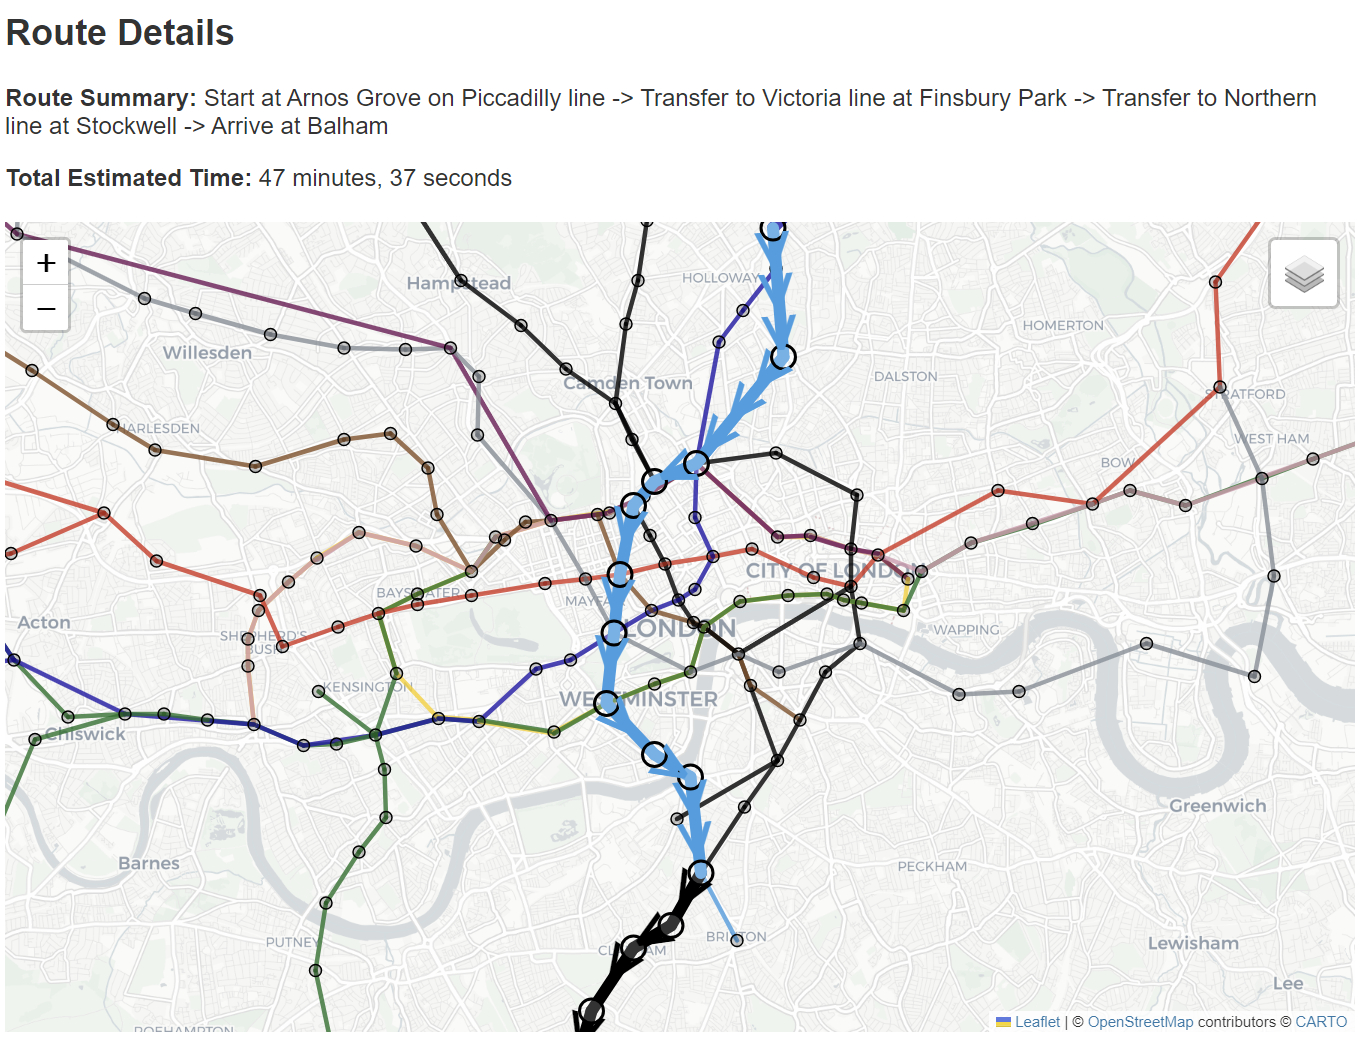 Route Details
Route Summary: Start at Arnos Grove on Piccadilly line -> Transfer to Victoria line at Finsbury Park -> Transfer to Northern
line at Stockwell -> Arrive at Balham
Total Estimated Time: 47 minutes, 37 seconds
+
−
Hampstead
HOLLOWAY
HOMERTON
Willesden
Camden Town
DALSTON
STRATFORD
HARLESDEN
WEST HAM
BOW
CITY OF LONDON
BAYSWATER
MAYFA
Acton
SHEPHERD'S
BUSH
LONDON
WAPPING
KENSINGTON
WESTMINSTER
Chiswick
Greenwich
Barnes
PECKHAM
PUTNEY
BRIXTON
CLAPHAM
Lewisham
Lee
ROEHAMPTON
Leaflet | © OpenStreetMap contributors © CARTO